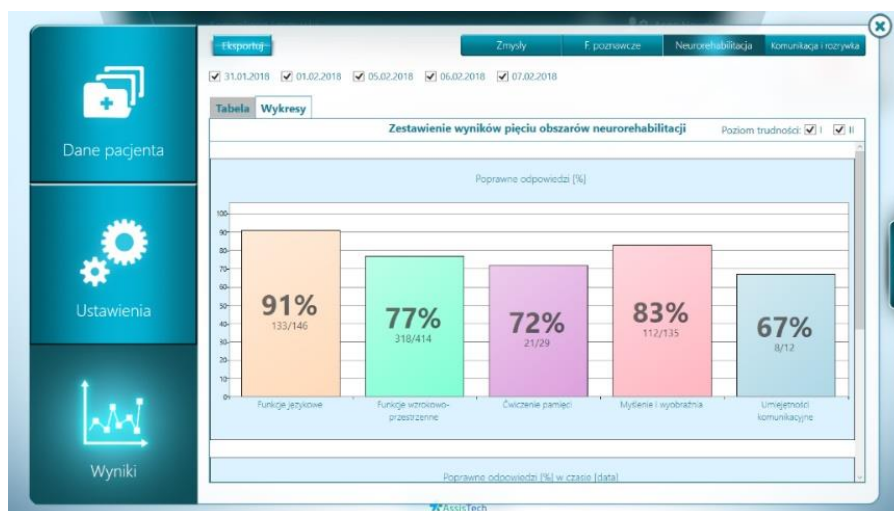 Eksportuj
Zmysły
F. poznawcze
Neurorehabilitacja
Komunikacja i rozrywka
31.01.2018
01.02.2018
05.02.2018
06.02.2018
07.02.2018
Tabela
Wykresy
Zestawienie wyników pięciu obszarów neurorehabilitacji
Poziom trudności: I II
Dane pacjenta
Ustawienia
Wyniki
Poprawne odpowiedzi [%]
100
90
80
70
60
50
40
30
20
10
0
91%
133/146
77%
318/414
72%
21/29
83%
112/135
67%
8/12
Funkcje językowe
Funkcje wzrokowo-
przestrzenne
Ćwiczenie pamięci
Myślenie i wyobraźnia
Umiejętności
komunikacyjne
Poprawne odpowiedzi [%] w czasie [data]
AssisTech